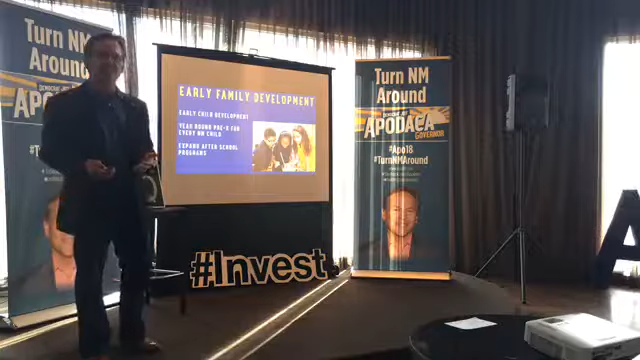 Turn NM
Around
APOD
EARLY FAMILY DEVELOPMENT
EARLY CHILD DEVELOPMENT
YEAR ROUND PRE-K FOR
EVERY NM CHILD
EXPAND AFTER SCHOOL
PROGRAMS
#Invest
Turn NM
Around
APODACA
GOVERNOR
#Apo18
#TurnNMAround
A